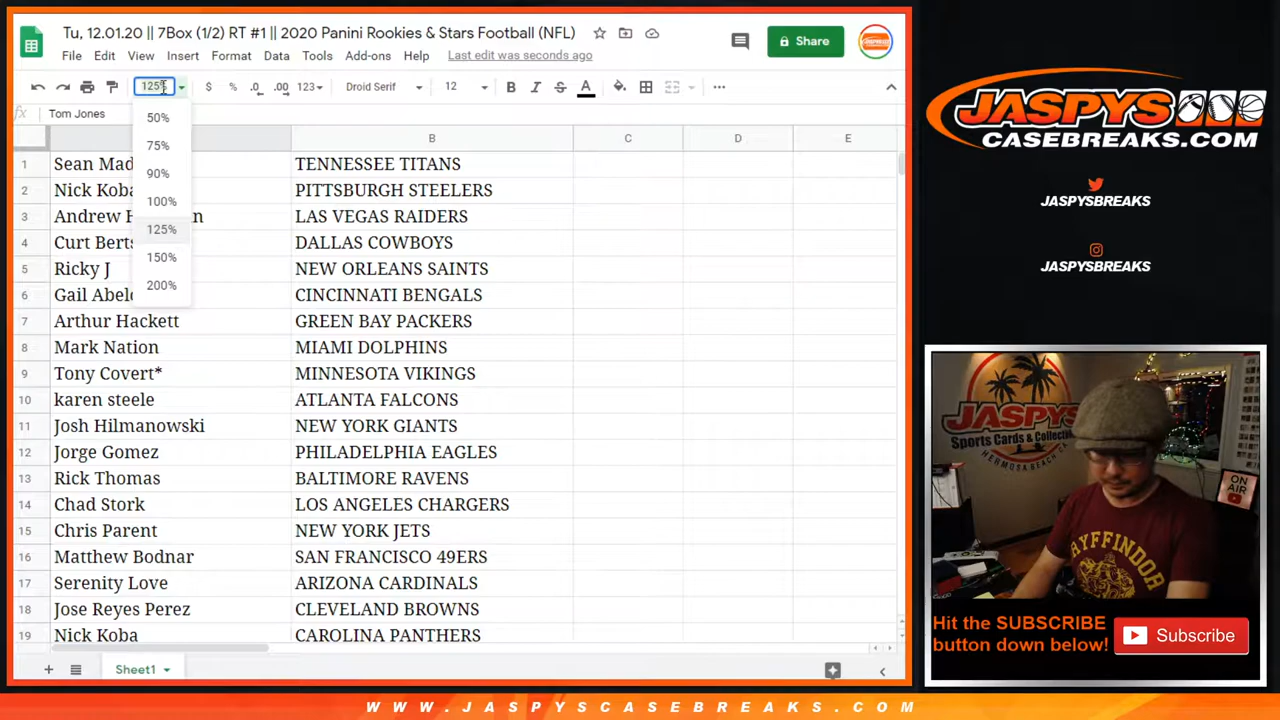 Tu, 12.01.20 || 7Box (1/2) RT #1 || 2020 Panini Rookies & Stars Football (NFL)
File Edit View Insert Format Data Tools Add-ons Help Last edit was seconds ago
Share
125% $ % .0 .00 123 Droid Serif 12 B I S A
fx Tom Jones
50%
75%
90%
100%
125%
150%
200%
B C D E
1 Sean Mad TENNESSEE TITANS
2 Nick Koba PITTSBURGH STEELERS
3 Andrew H n LAS VEGAS RAIDERS
4 Curt Berts DALLAS COWBOYS
5 Ricky J NEW ORLEANS SAINTS
6 Gail Abelo CINCINNATI BENGALS
7 Arthur Hackett GREEN BAY PACKERS
8 Mark Nation MIAMI DOLPHINS
9 Tony Covert* MINNESOTA VIKINGS
10 karen steele ATLANTA FALCONS
11 Josh Hilmanowski NEW YORK GIANTS
12 Jorge Gomez PHILADELPHIA EAGLES
13 Rick Thomas BALTIMORE RAVENS
14 Chad Stork LOS ANGELES CHARGERS
15 Chris Parent NEW YORK JETS
16 Matthew Bodnar SAN FRANCISCO 49ERS
17 Serenity Love ARIZONA CARDINALS
18 Jose Reyes Perez CLEVELAND BROWNS
19 Nick Koba CAROLINA PANTHERS
Sheet1
JASPYS
CASEBREAKS.COM
JASPYSBREAKS
JASPYSBREAKS
JASPYS
Sports Cards & Collectibles
HERMOSA BEACH
ON AIR
GRYFFINDOR
Hit the SUBSCRIBE
button down below!
Subscribe
WWW.JASPYSCASEBREAKS.COM